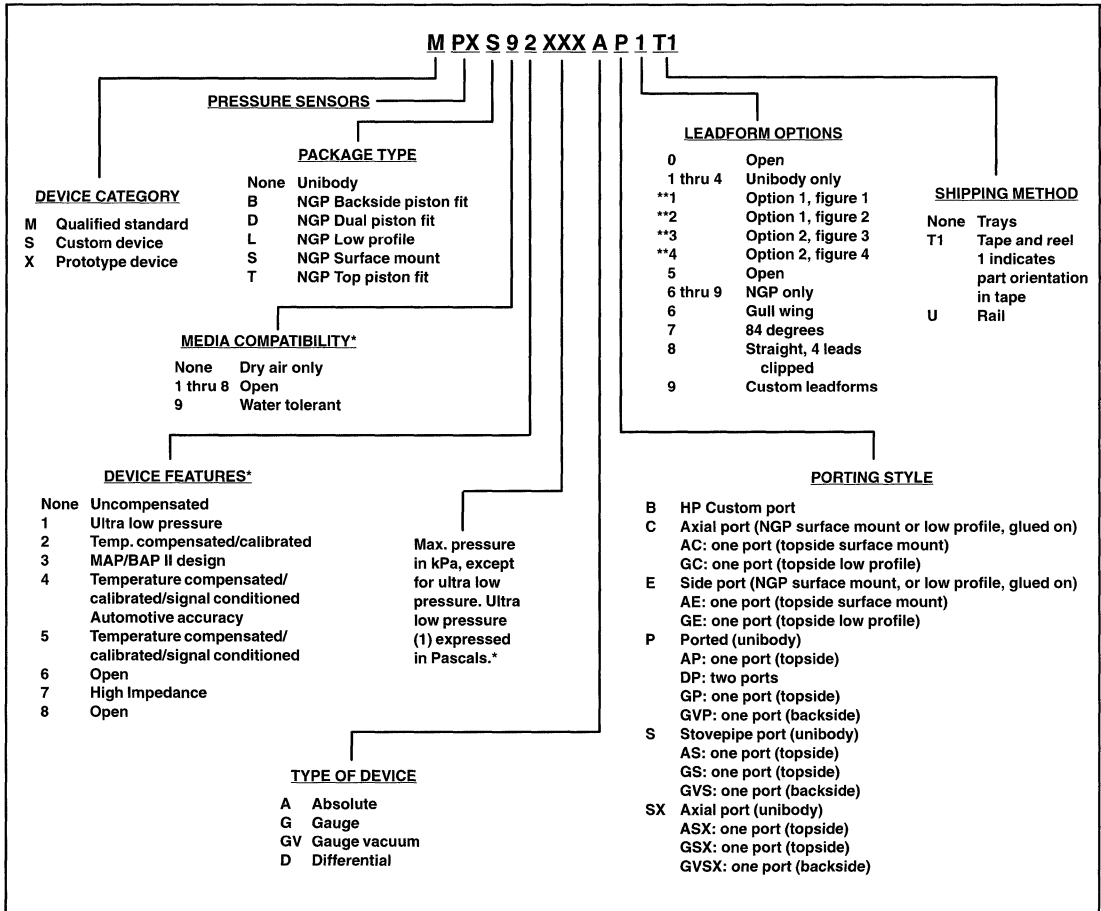 M PX S 9 2 XXX A P 1 T1
PRESSURE SENSORS
PACKAGE TYPE
None Unibody
B NGP Backside piston fit
D NGP Dual piston fit
L NGP Low profile
S NGP Surface mount
T NGP Top piston fit
DEVICE CATEGORY
M Qualified standard
S Custom device
X Prototype device
LEADFORM OPTIONS
0 Open
1 thru 4 Unibody only
**1 Option 1, figure 1
**2 Option 1, figure 2
**3 Option 2, figure 3
**4 Option 2, figure 4
5 Open
6 thru 9 NGP only
6 Gull wing
7 84 degrees
8 Straight, 4 leads
clipped
9 Custom leadforms
SHIPPING METHOD
None Trays
T1 Tape and reel
1 indicates
part orientation
in tape
U Rail
MEDIA COMPATIBILITY*
None Dry air only
1 thru 8 Open
9 Water tolerant
DEVICE FEATURES*
None Uncompensated
1 Ultra low pressure
2 Temp. compensated/calibrated
3 MAP/BAP II design
4 Temperature compensated/
calibrated/signal conditioned
Automotive accuracy
5 Temperature compensated/
calibrated/signal conditioned
6 Open
7 High Impedance
8 Open
Max. pressure
in kPa, except
for ultra low
pressure. Ultra
low pressure
(1) expressed
in Pascals.*
PORTING STYLE
B HP Custom port
C Axial port (NGP surface mount or low profile, glued on)
AC: one port (topside surface mount)
GC: one port (topside low profile)
E Side port (NGP surface mount, or low profile, glued on)
AE: one port (topside surface mount)
GE: one port (topside low profile)
P Ported (unibody)
AP: one port (topside)
DP: two ports
GP: one port (topside)
GVP: one port (backside)
S Stovepipe port (unibody)
AS: one port (topside)
GS: one port (topside)
GVS: one port (backside)
SX Axial port (unibody)
ASX: one port (topside)
GSX: one port (topside)
GVSX: one port (backside)
TYPE OF DEVICE
A Absolute
G Gauge
GV Gauge vacuum
D Differential